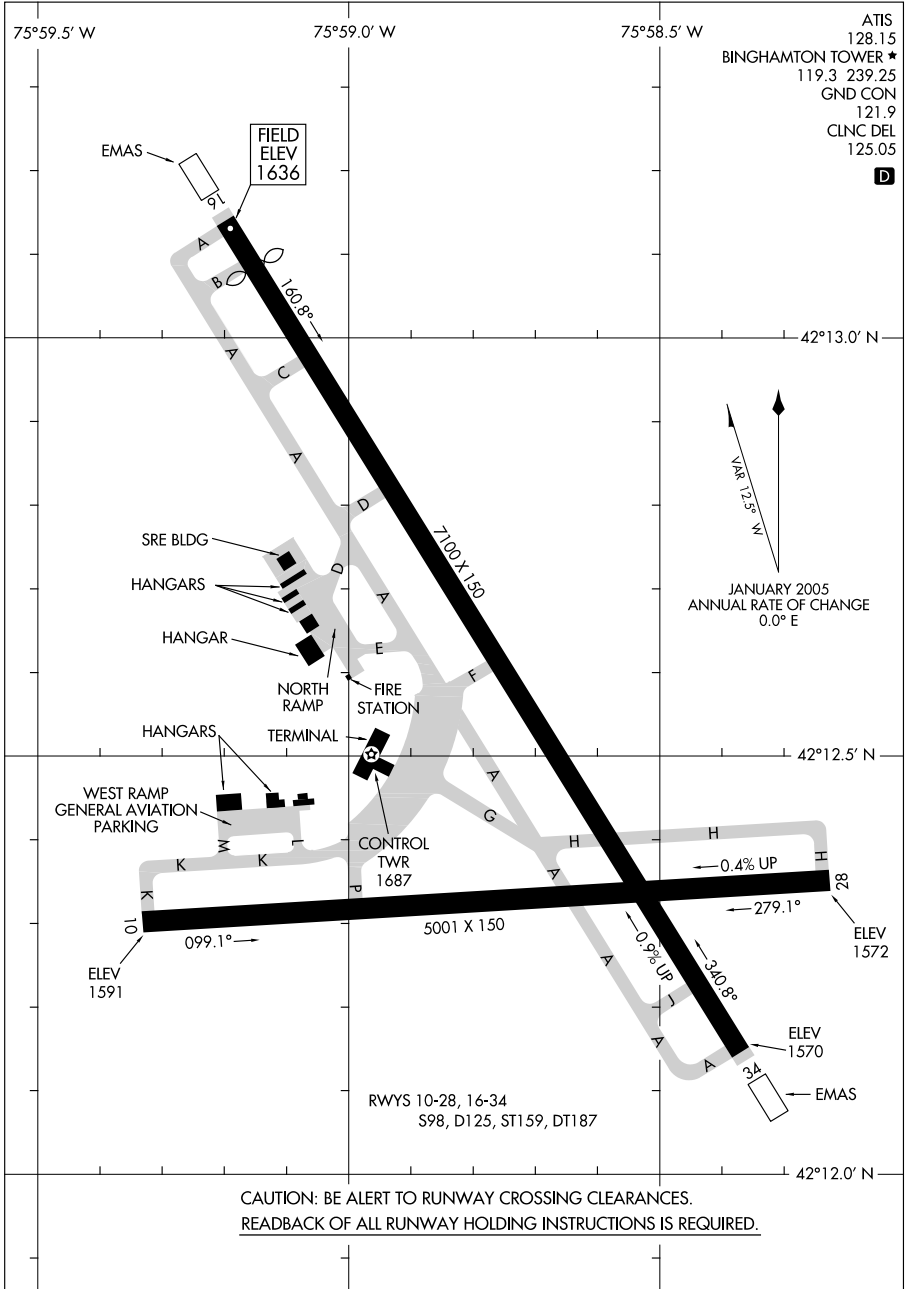 75°59.5' W
75°59.0' W
75°58.5' W
ATIS
128.15
BINGHAMTON TOWER ★
119.3 239.25
GND CON
121.9
CLNC DEL
125.05
D
FIELD
ELEV
1636
EMAS
16
A
B
160.8°
42°13.0' N
A
C
A
VAR 12.5° W
D
7100 X 150
SRE BLDG
HANGARS
D
JANUARY 2005
ANNUAL RATE OF CHANGE
0.0° E
A
HANGAR
E
F
NORTH
RAMP
FIRE
STATION
HANGARS
TERMINAL
42°12.5' N
A
WEST RAMP
GENERAL AVIATION
PARKING
G
CONTROL
TWR
1687
H
H
H
M
L
K
K
K
P
A
0.4% UP
28
10
099.1°
5001 X 150
279.1°
ELEV
1572
ELEV
1591
0.9% UP
340.8°
A
J
A
A
ELEV
1570
34
EMAS
RWYS 10-28, 16-34
S98, D125, ST159, DT187
42°12.0' N
CAUTION: BE ALERT TO RUNWAY CROSSING CLEARANCES.
READBACK OF ALL RUNWAY HOLDING INSTRUCTIONS IS REQUIRED.